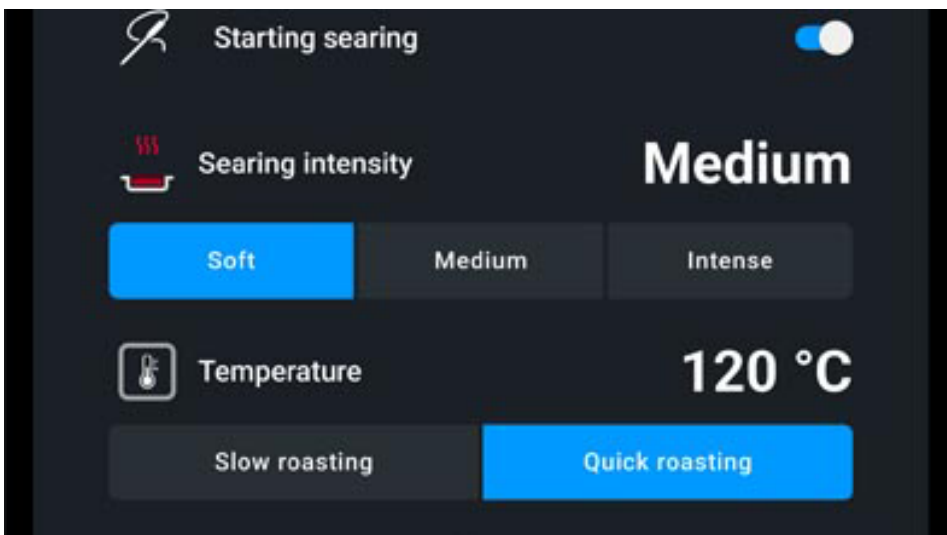 Starting searing
Searing intensity Medium
Soft Medium Intense
Temperature 120 °C
Slow roasting Quick roasting